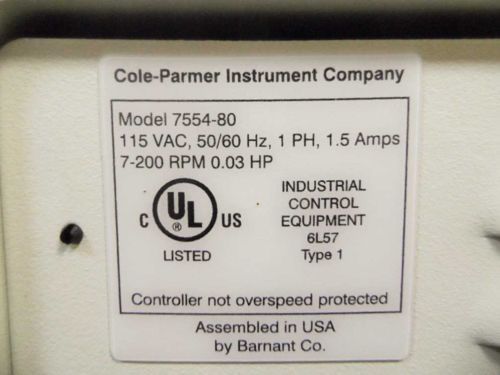 Cole-Parmer Instrument Company
Model 7554-80
115 VAC, 50/60 Hz, 1 PH, 1.5 Amps
7-200 RPM 0.03 HP
C UL US
LISTED
INDUSTRIAL
CONTROL
EQUIPMENT
6L57
Type 1
Controller not overspeed protected
Assembled in USA
by Barnant Co.